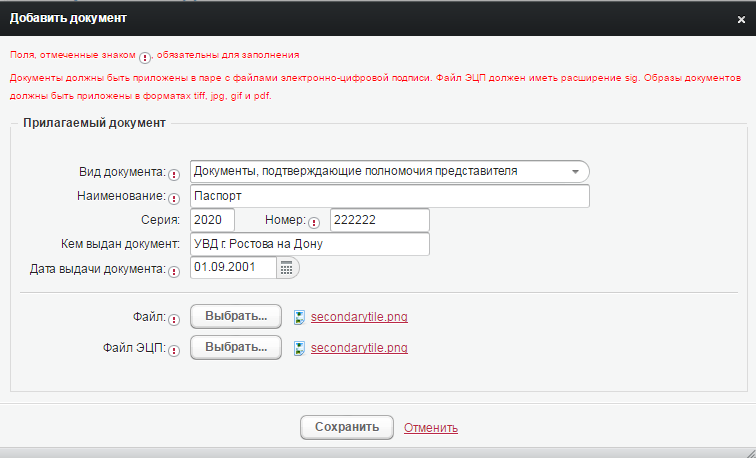 Добавить документ
Поля, отмеченные знаком !, обязательны для заполнения
Документы должны быть приложены в паре с файлами электронно-цифровой подписи. Файл ЭЦП должен иметь расширение sig. Образы документов
должны быть приложены в форматах tiff, jpg, gif и pdf.
Прилагаемый документ
Вид документа: ! Документы, подтверждающие полномочия представителя
Наименование: ! Паспорт
Серия: 2020 Номер: ! 222222
Кем выдан документ: УВД г. Ростова на Дону
Дата выдачи документа: ! 01.09.2001
Файл: ! Выбрать... secondarytile.png
Файл ЭЦП: ! Выбрать... secondarytile.png
Сохранить Отменить